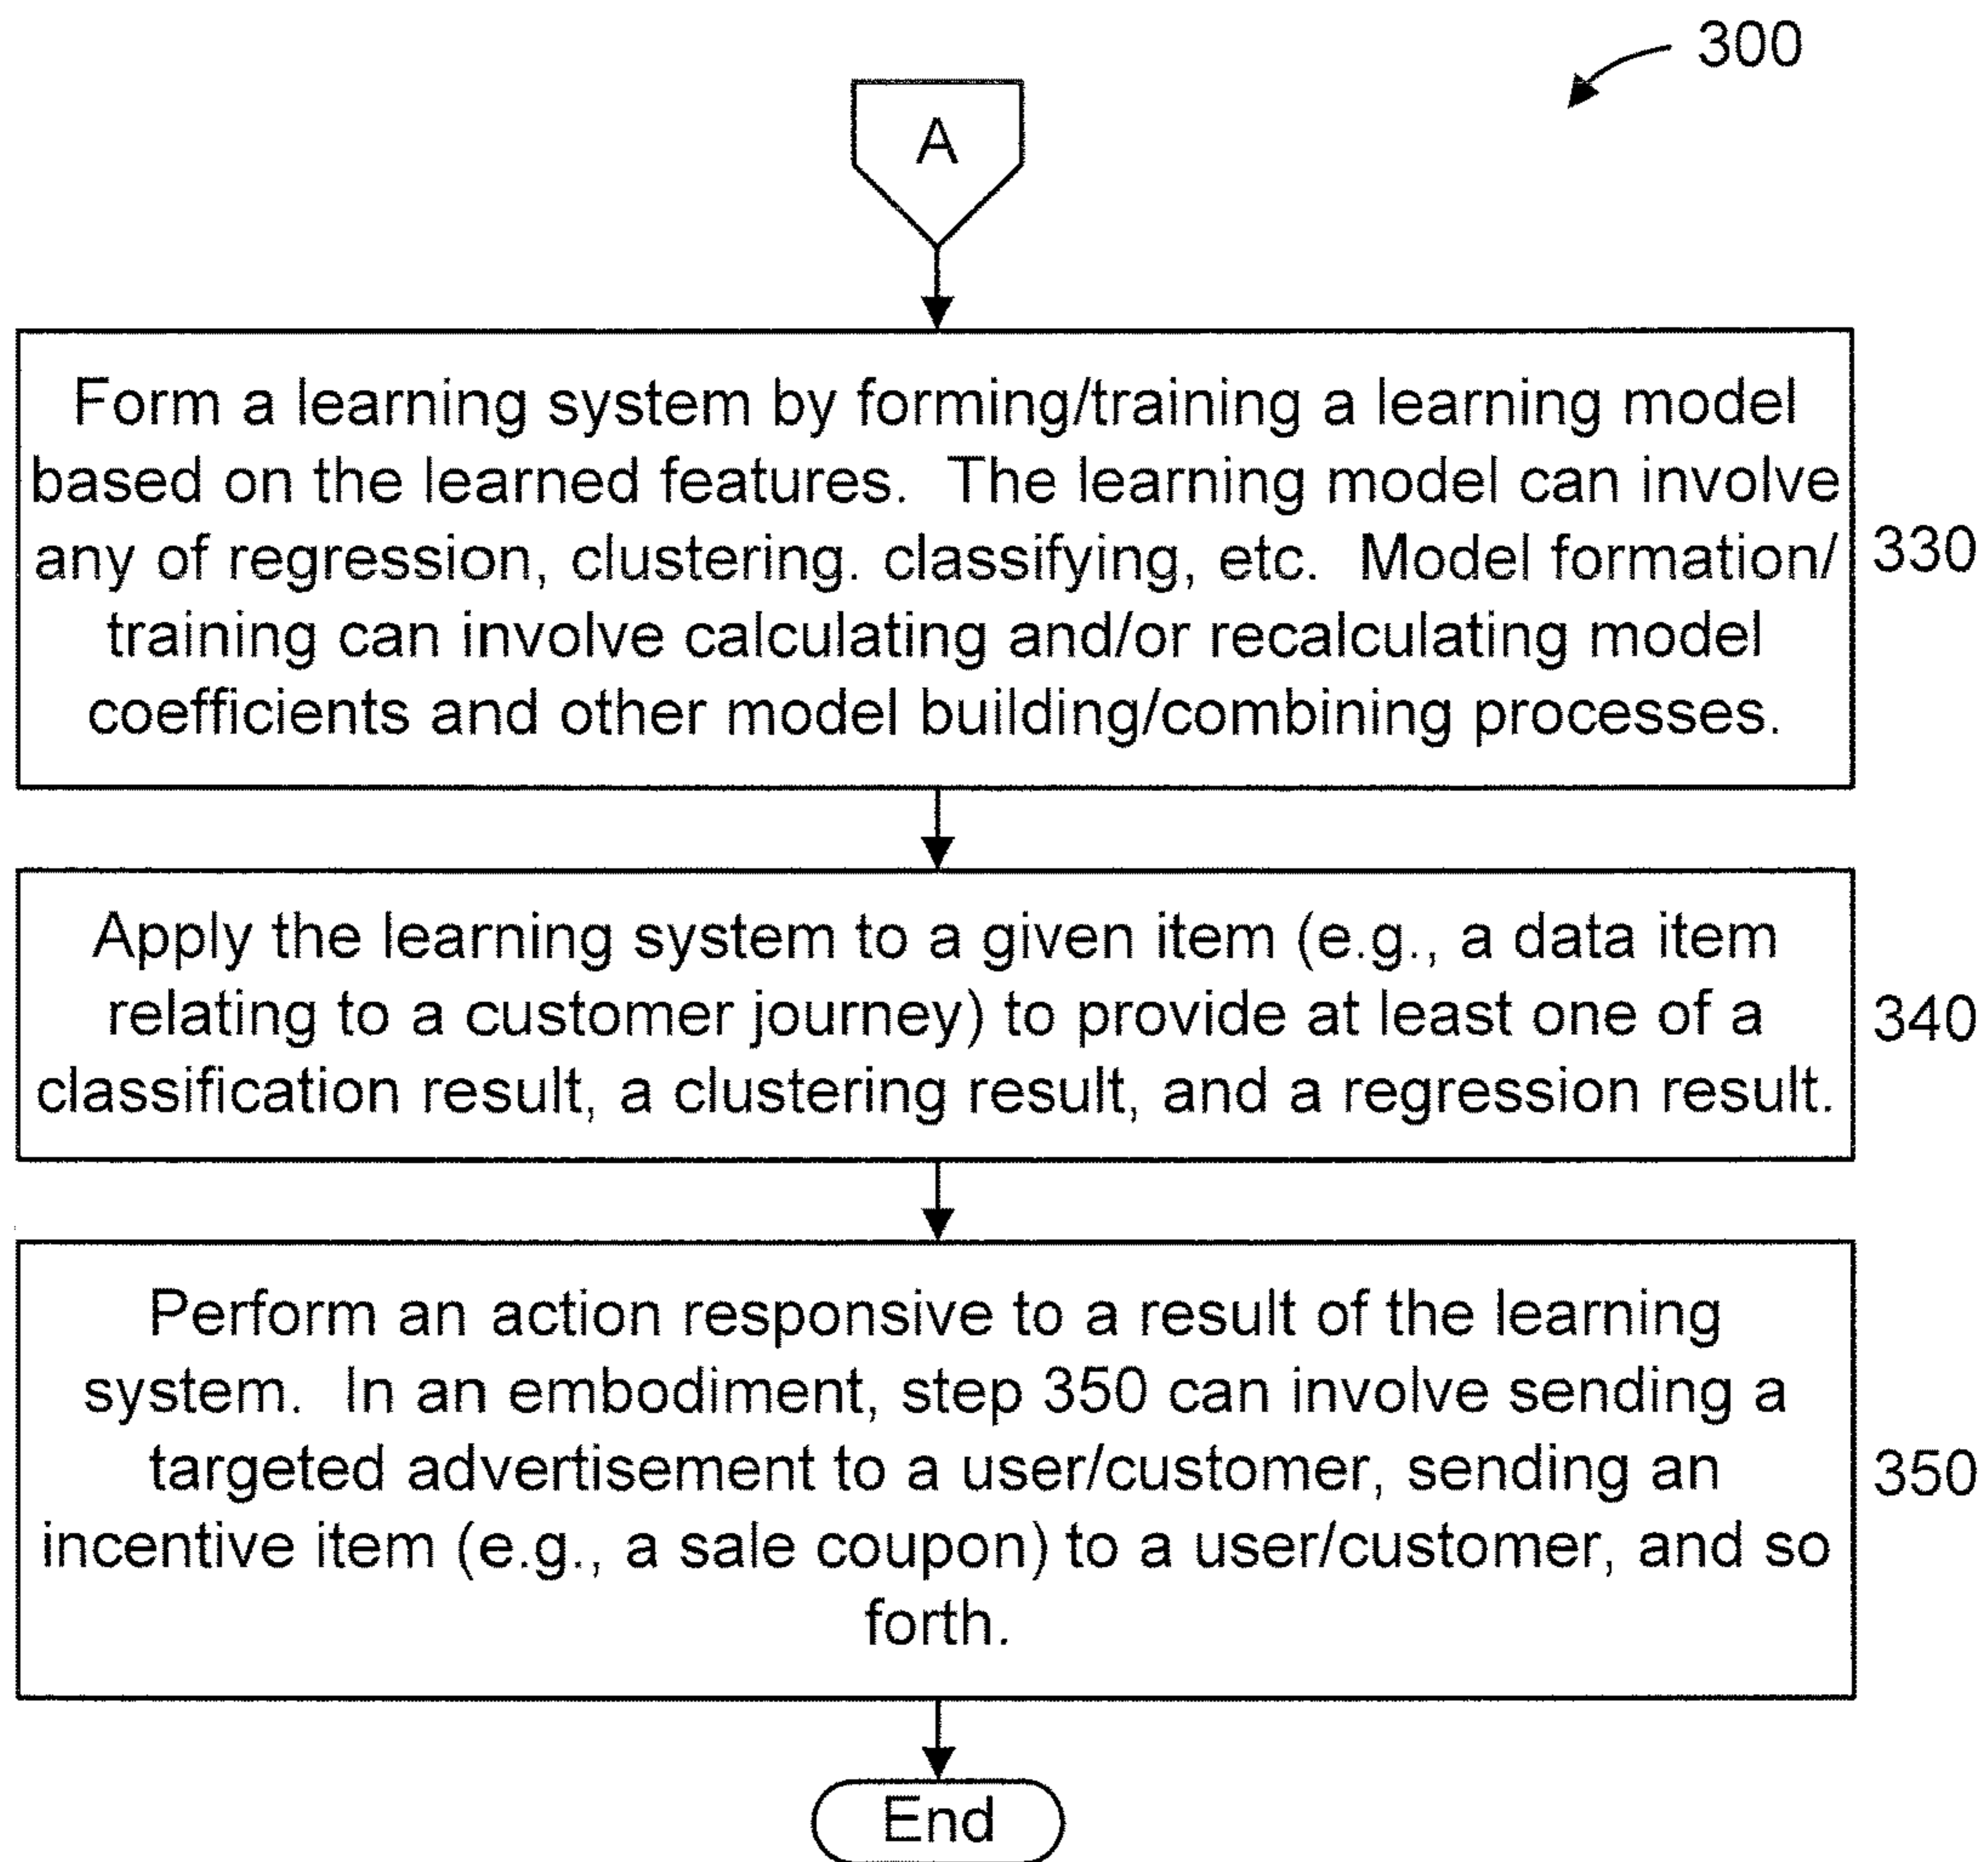 300
A
Form a learning system by forming/training a learning model
based on the learned features. The learning model can involve
any of regression, clustering. classifying, etc. Model formation/
training can involve calculating and/or recalculating model
coefficients and other model building/combining processes.
330
Apply the learning system to a given item (e.g., a data item
relating to a customer journey) to provide at least one of a
classification result, a clustering result, and a regression result.
340
Perform an action responsive to a result of the learning
system. In an embodiment, step 350 can involve sending a
targeted advertisement to a user/customer, sending an
incentive item (e.g., a sale coupon) to a user/customer, and so
forth.
350
End